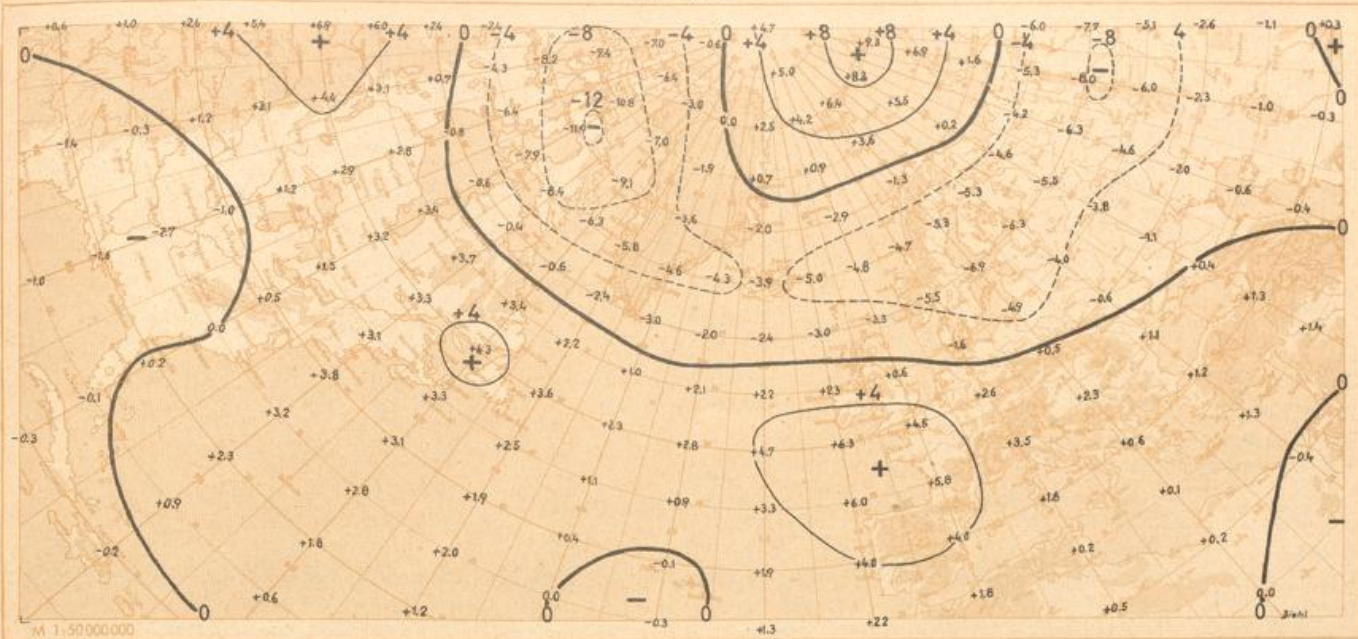 +0.6 +1.0 +2.6 +4 +5.4 +6.9 +6.0 +4 +2.6 0 -2.4 -4 -5.9 -8 -7.0 -4 -0.6 0 +4.7 +4 +8 +8 +4 0 -4 -6.0 -7.7 -8 -5.1 4 -2.6 -1.1 0 +0.3
0 +0.7 -4.3 -8.2 -7.4 -6.4 +5.0 +9.3 +6.9 +1.6 -5.3 -8.0 -6.0 +
-1.4 -0.3 +1.2 +2.1 +4.4 +3.1 -6.4 -12 -10.8 -3.0 +8.3 +6.4 +5.5 -4.2 -2.3 -1.0 0
-0.8 -11.9 -7.0 0.0 +2.5 +4.2 +3.6 +0.2 -6.3 -0.3
-1.0 +1.2 +2.9 +2.8 -0.6 -7.9 -8.4 -9.1 -1.9 +0.7 +0.9 -1.3 -4.6 -5.5 -4.6 -2.0 -0.6
-1.0 -1.6 -2.7 +3.2 +3.4 -0.4 -6.3 -3.6 -2.0 -2.9 -5.3 -6.3 -3.8 -0.4 0
+0.5 +1.5 +3.7 -0.6 -5.8 -4.6 -4.3 -3.9 -5.0 -4.8 -4.7 -5.3 -6.9 -4.0 -4.1 +0.4
0.0 +3.1 +3.3 +4 +3.4 -2.4 -3.0 -2.0 -2.4 -3.0 -3.3 -5.5 -4.9 -0.6 +1.1 +1.3 +1.4
-0.1 +0.2 +3.8 +4.3 +2.2 +1.0 -1.6 +0.5
-0.3 +3.2 +3.3 +3.6 +2.1 +2.2 +2.3 +0.6 +4 +2.6 +2.3 +1.2 0
+2.3 +3.1 +2.5 +2.3 +2.8 +4.7 +6.3 +4.5 +3.5 +0.6 +1.3
+0.9 +2.8 +1.9 +1.1 +0.9 +3.3 +6.0 +5.8 +1.8 +0.1 -0.4
-0.2 +1.8 +2.0 +0.4 -0.1 +1.9 +4.0 +4.0 +0.2 +0.2
+0.6 0 +1.2 0.0 0 -0.3 0 +1.3 +2.2 +1.8 +0.5 0.0 0
M 1:50000000